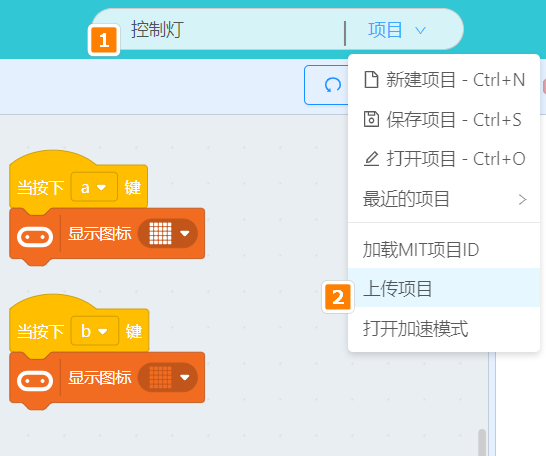 1 控制灯 项目
新建项目 - Ctrl+N
保存项目 - Ctrl+S
打开项目 - Ctrl+O
最近的项目
加载MIT项目ID
2 上传项目
打开加速模式
当按下 a 键
显示图标
当按下 b 键
显示图标